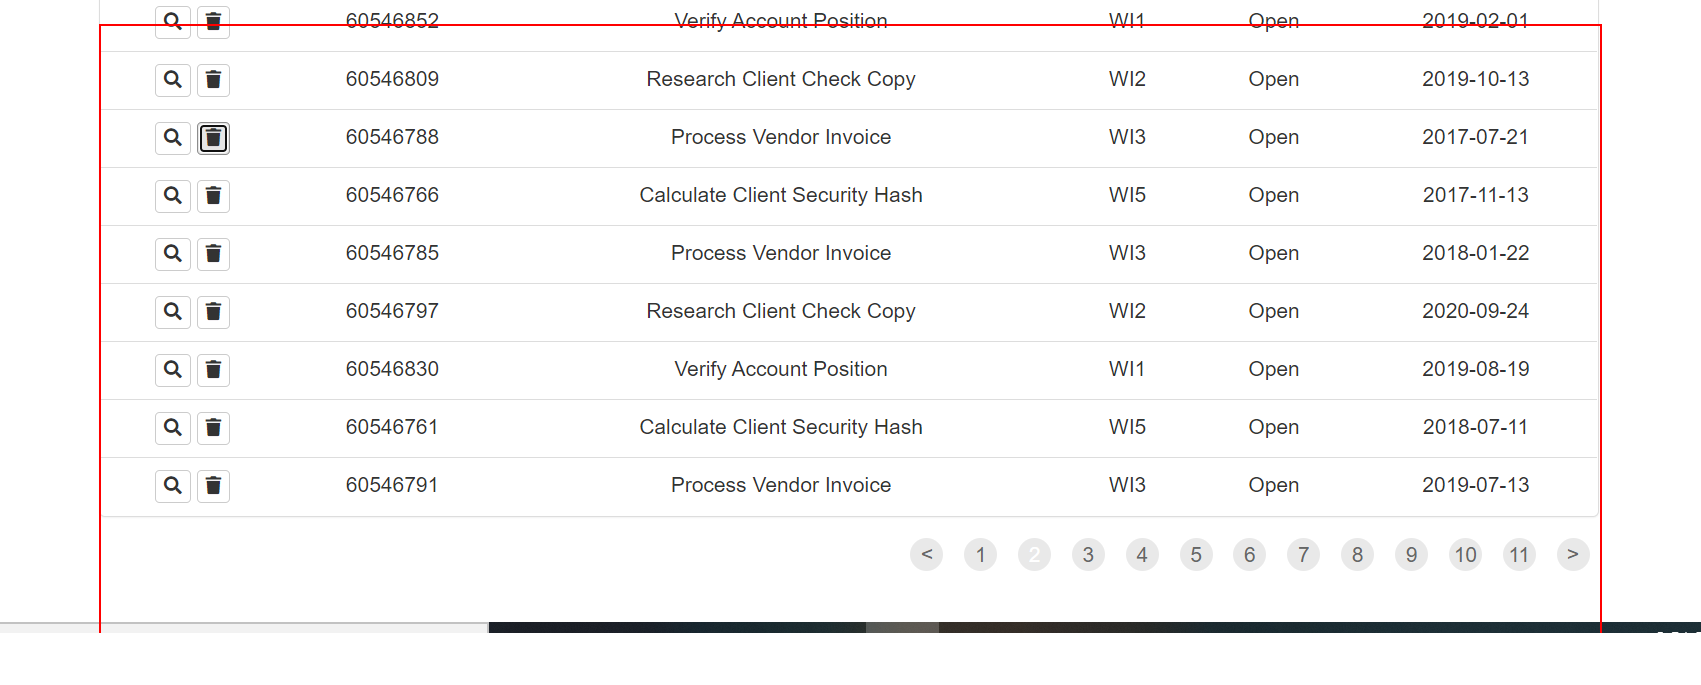 60546852 Verify Account Position WI1 Open 2019-02-01
60546809 Research Client Check Copy WI2 Open 2019-10-13
60546788 Process Vendor Invoice WI3 Open 2017-07-21
60546766 Calculate Client Security Hash WI5 Open 2017-11-13
60546785 Process Vendor Invoice WI3 Open 2018-01-22
60546797 Research Client Check Copy WI2 Open 2020-09-24
60546830 Verify Account Position WI1 Open 2019-08-19
60546761 Calculate Client Security Hash WI5 Open 2018-07-11
60546791 Process Vendor Invoice WI3 Open 2019-07-13
< 1 2 3 4 5 6 7 8 9 10 11 >